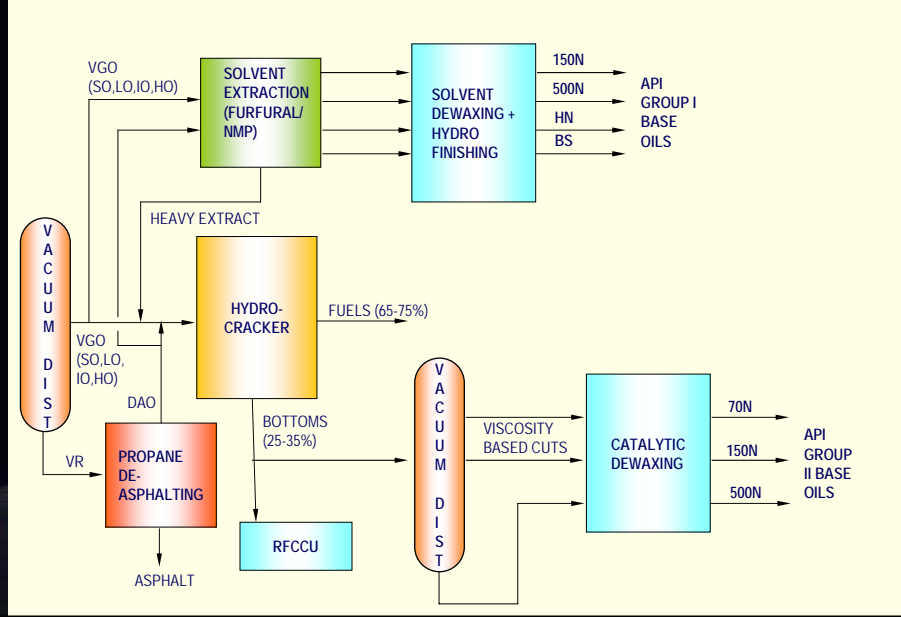 VGO
(SO,LO,IO,HO)
SOLVENT
EXTRACTION
(FURFURAL/
NMP)
SOLVENT
DEWAXING +
HYDRO
FINISHING
150N
500N
HN
BS
API
GROUP I
BASE
OILS
HEAVY EXTRACT
VACUUM DIST
HYDRO-
CRACKER
FUELS (65-75%)
VGO
(SO,LO,
IO,HO)
DAO
VR
PROPANE
DE-
ASPHALTING
ASPHALT
BOTTOMS
(25-35%)
RFCCU
VACUUM DIST
VISCOSITY
BASED CUTS
CATALYTIC
DEWAXING
70N
150N
500N
API
GROUP
II BASE
OILS